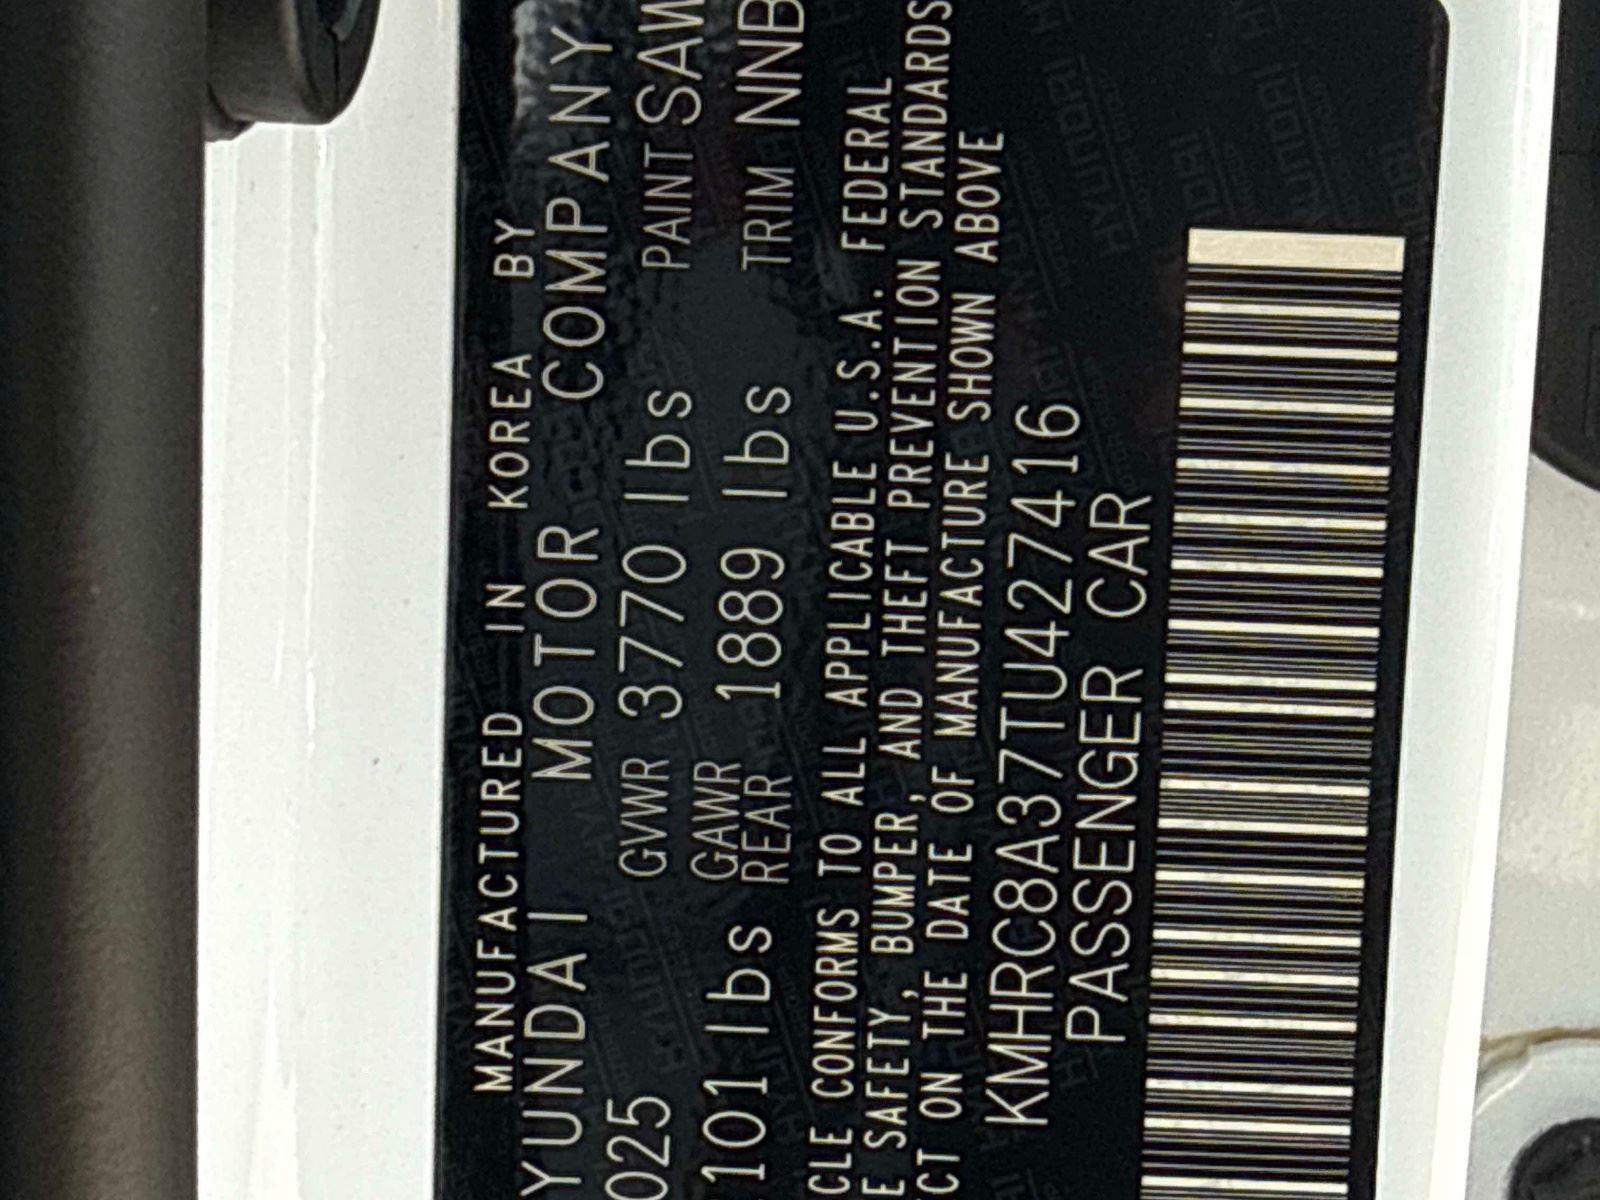 MANUFACTURED IN KOREA BY
YUNDAI MOTOR COMPANY
025 GVWR 3770 lbs PAINT SAW
101 lbs GAWR REAR 1889 lbs TRIM NNB
CLE CONFORMS TO ALL APPLICABLE U.S.A. FEDERAL
E SAFETY, BUMPER, AND THEFT PREVENTION STANDARDS
CT ON THE DATE OF MANUFACTURE SHOWN ABOVE
KMHRC8A37TU427416
PASSENGER CAR